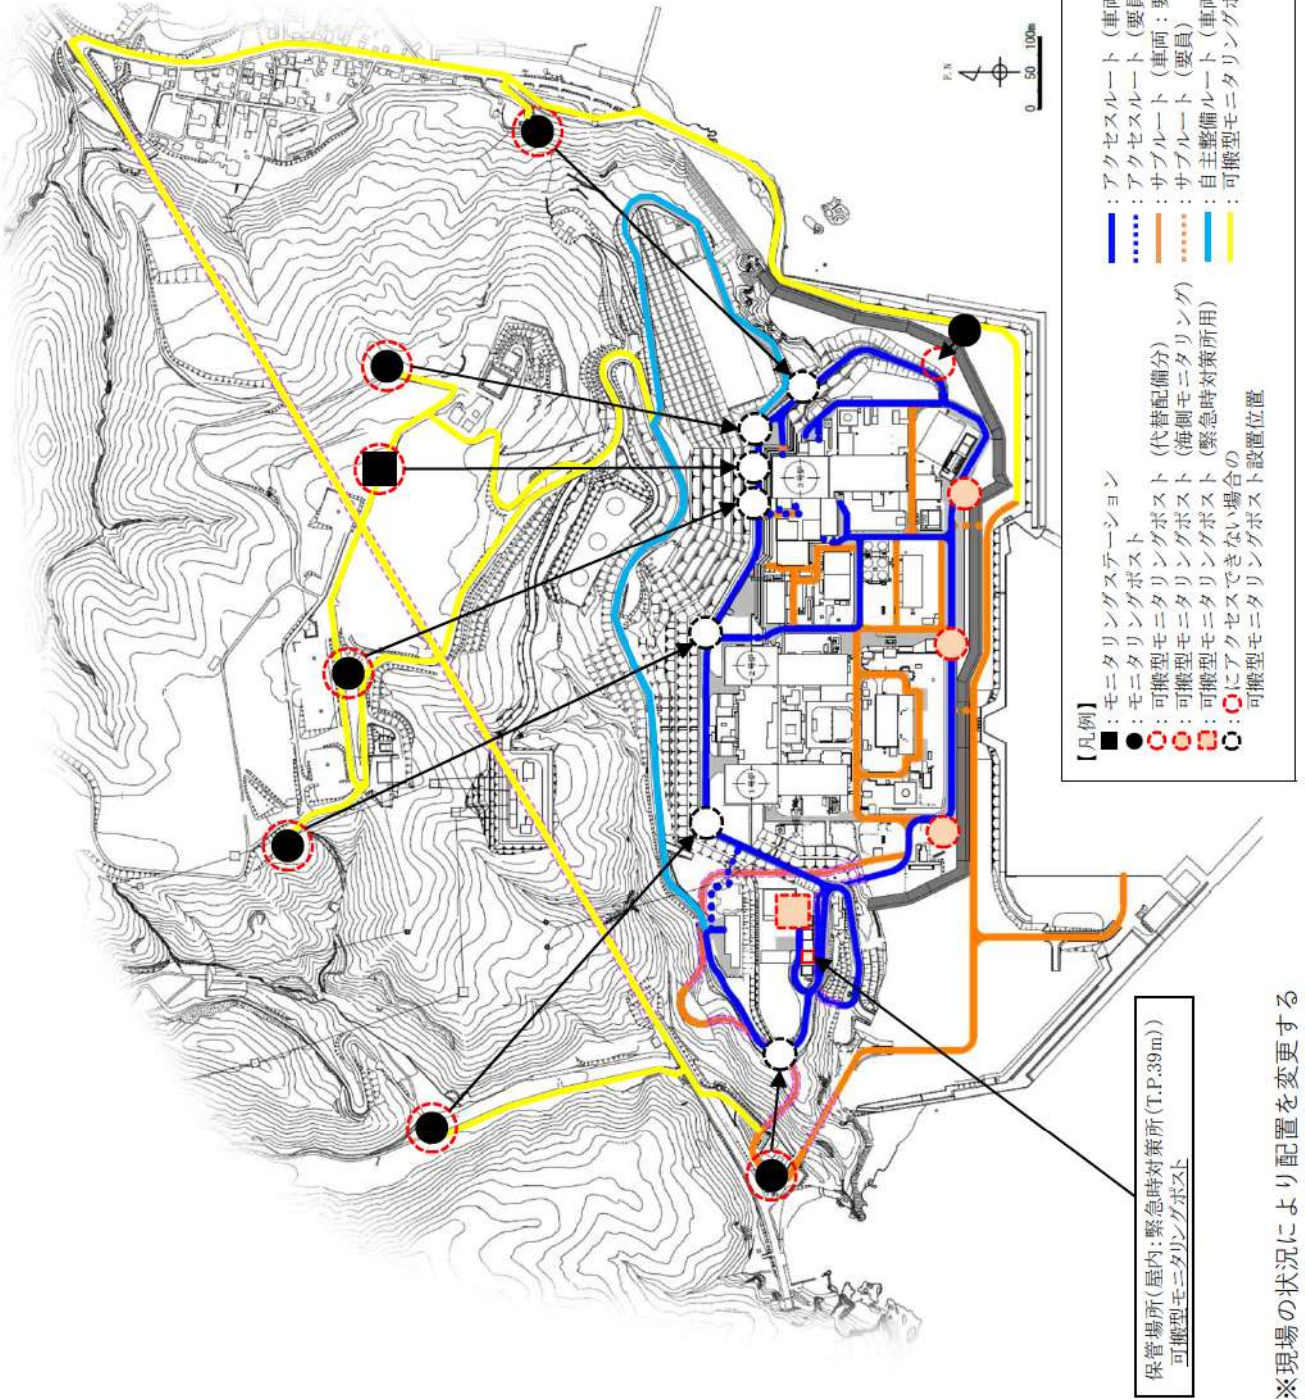 P.N
0 50 100m
3号炉
2号炉
1号炉
【凡例】
■：モニタリングステーション
●：モニタリングポスト
：可搬型モニタリングポスト（代替配備分）
：可搬型モニタリングポスト（海側モニタリング）
：可搬型モニタリングポスト（緊急時対策所用）
：にアクセスできない場合の
可搬型モニタリングポスト設置位置
：アクセスルート（車両
：アクセスルート（要員
：サブルート（車両：要
：サブルート（要員）
：自主整備ルート（車両
：可搬型モニタリングポ
保管場所(屋内：緊急時対策所(T.P.39m))
可搬型モニタリングポスト
※現場の状況により配置を変更する